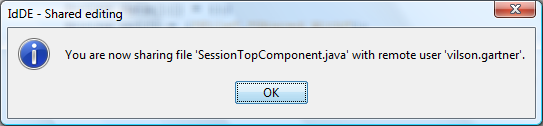 IdDE - Shared editing
You are now sharing file 'SessionTopComponent.java' with remote user 'vilson.gartner'.
OK